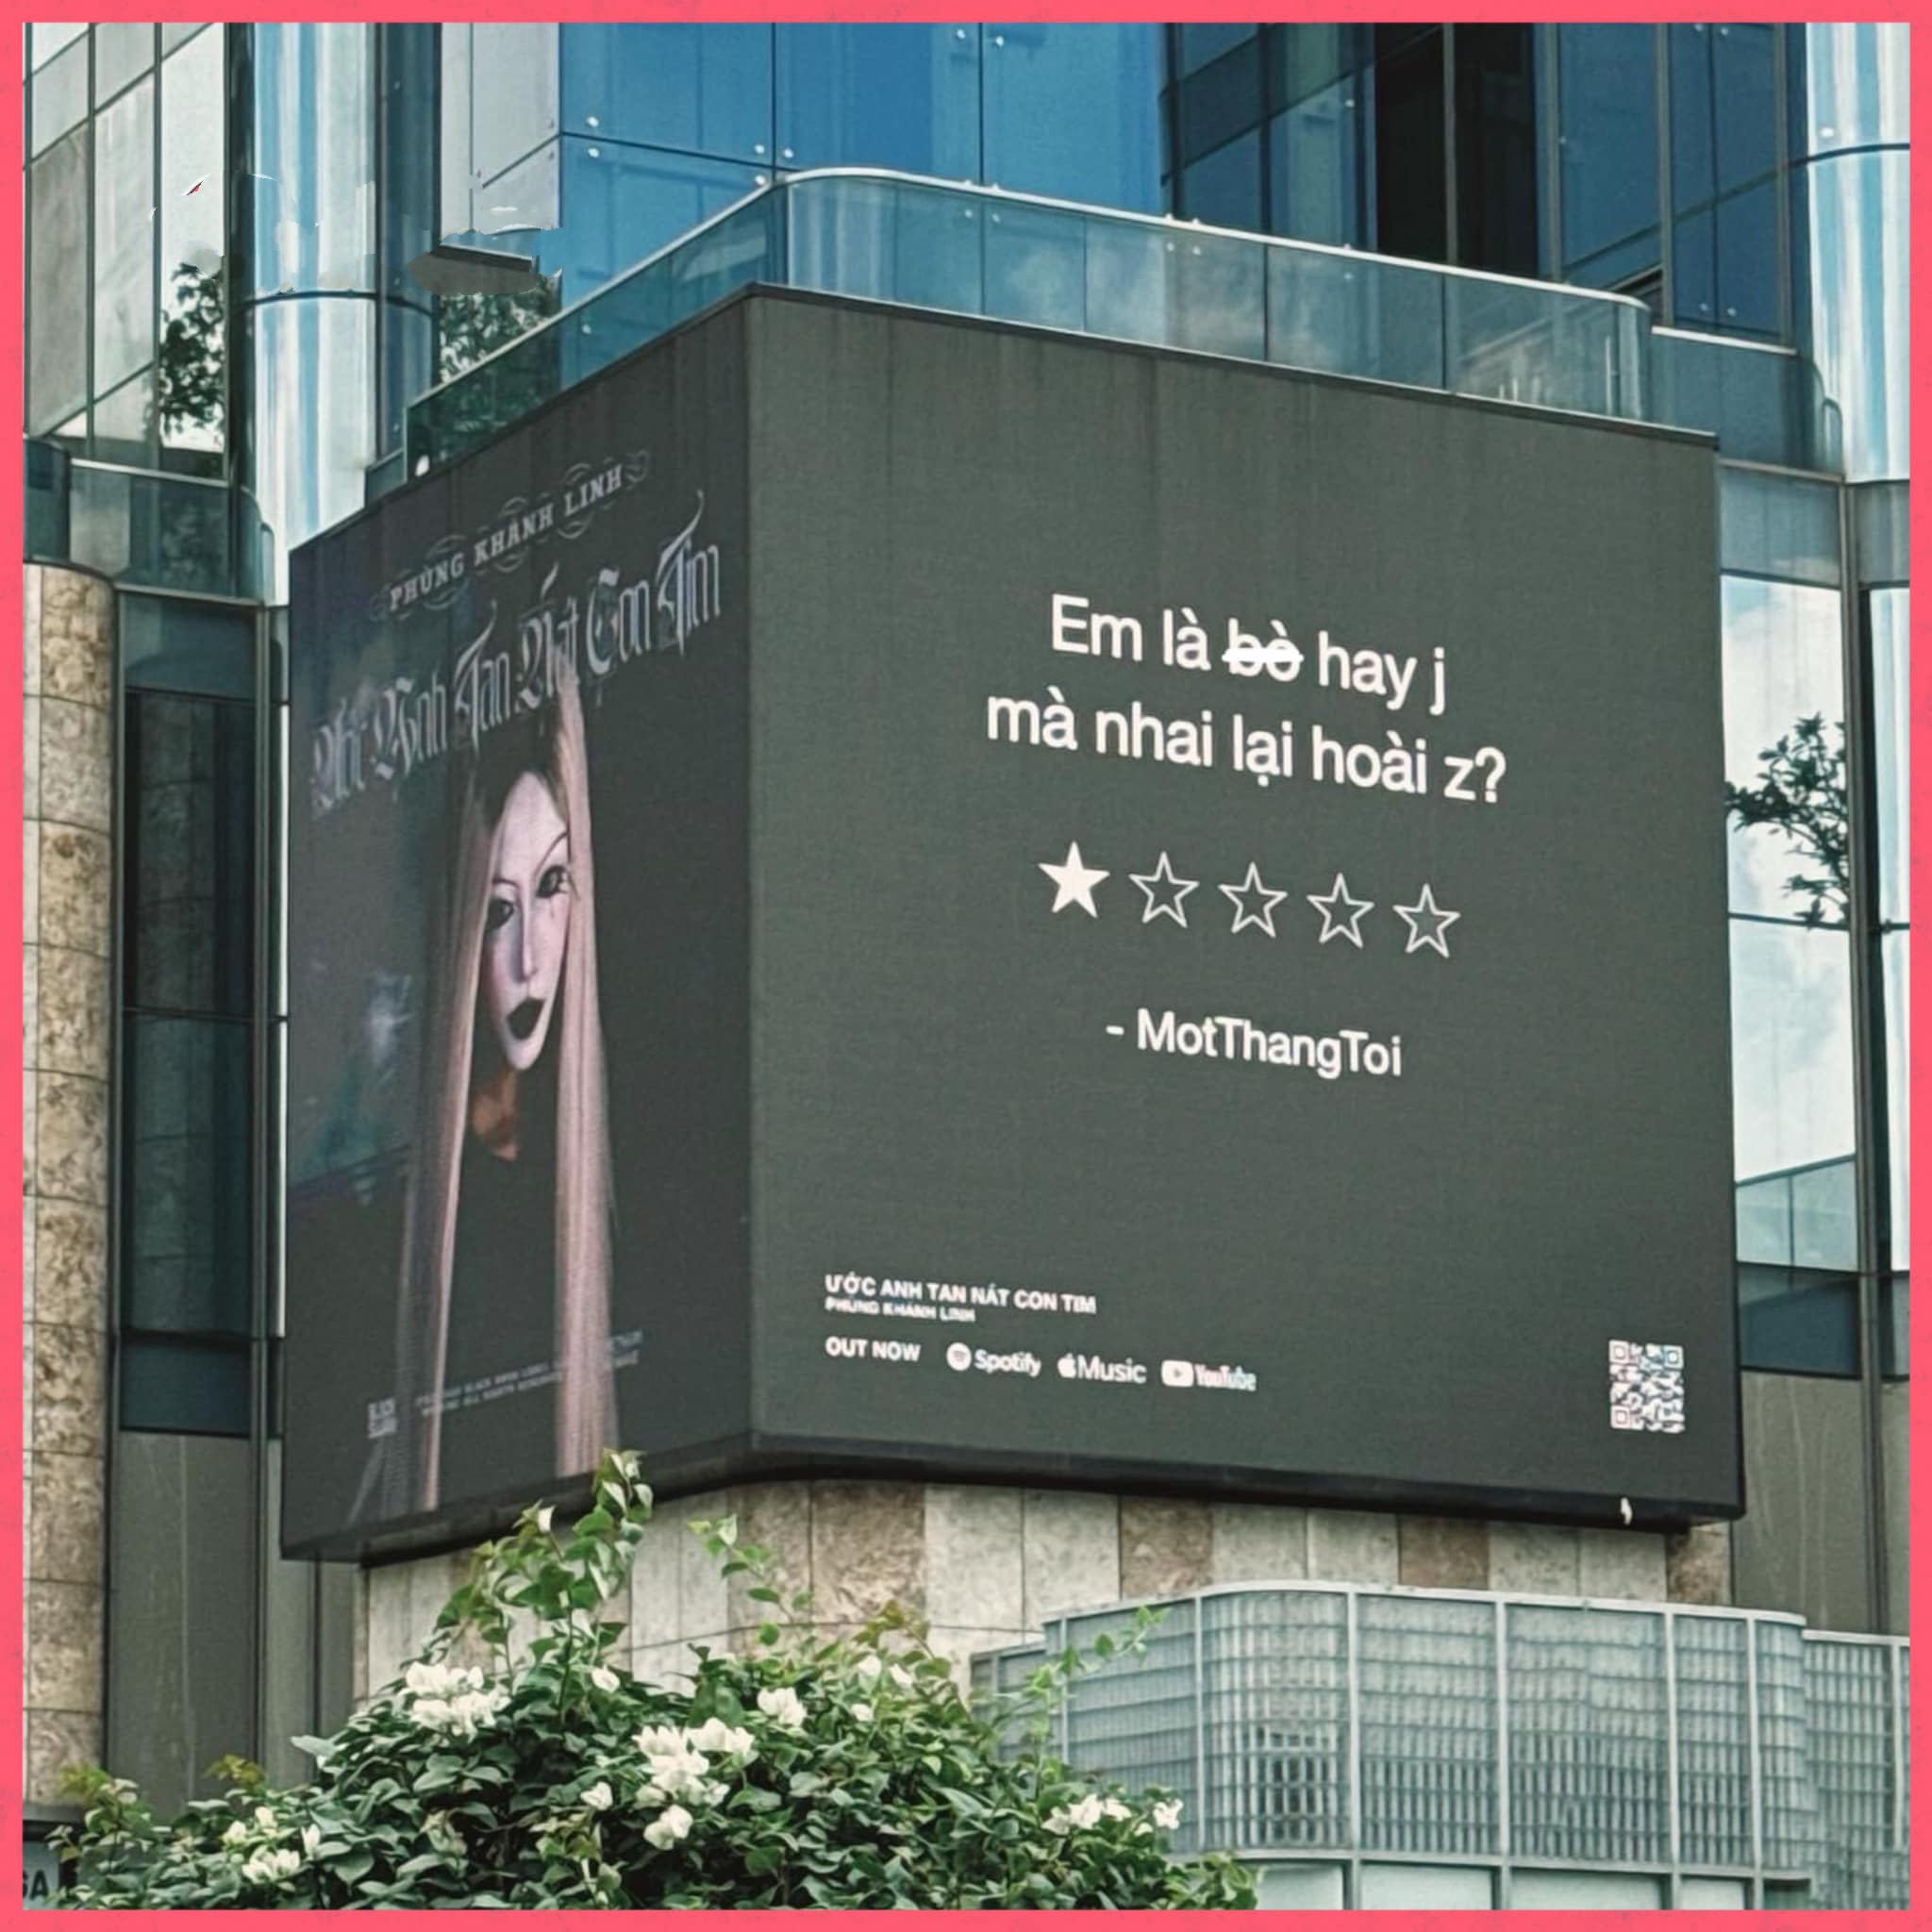 PHÙNG KHÁNH LINH
Ước Anh Tan Nát Con Tim
Em là bò hay j
mà nhai lại hoài z?
- MotThangToi
ƯỚC ANH TAN NÁT CON TIM
PHÙNG KHÁNH LINH
OUT NOW Spotify Music YouTube